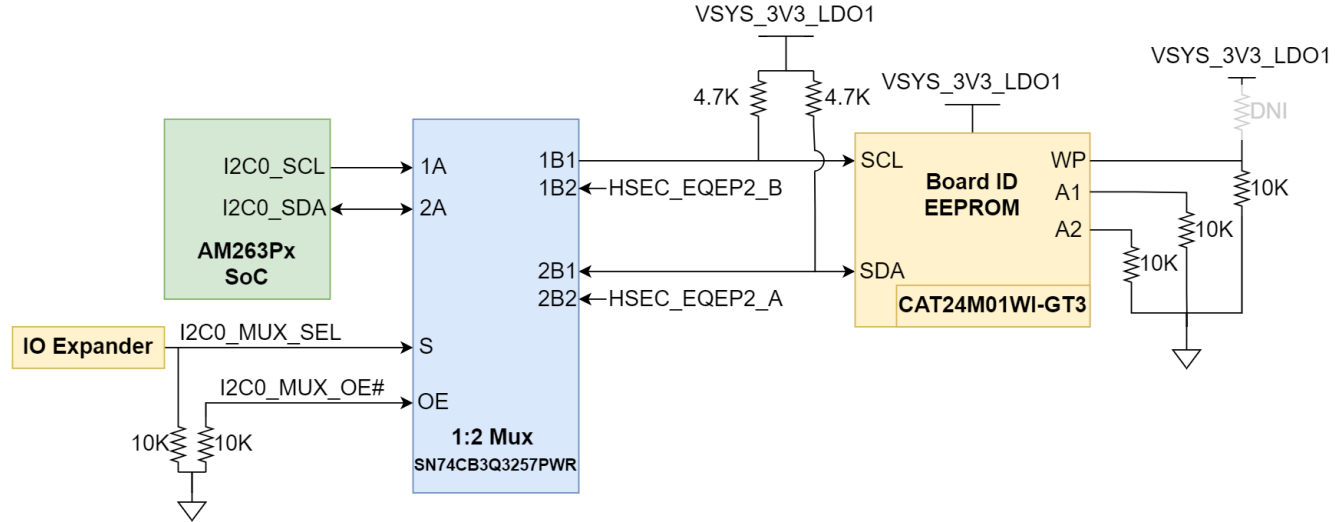 VSYS_3V3_LDO1
VSYS_3V3_LDO1
VSYS_3V3_LDO1
4.7K
4.7K
DNI
I2C0_SCL
I2C0_SDA
AM263Px
SoC
1A
2A
1B1
1B2
HSEC_EQEP2_B
2B1
2B2
HSEC_EQEP2_A
SCL
SDA
Board ID
EEPROM
WP
A1
A2
CAT24M01WI-GT3
10K
10K
10K
IO Expander
I2C0_MUX_SEL
S
I2C0_MUX_OE#
OE
10K
10K
1:2 Mux
SN74CB3Q3257PWR